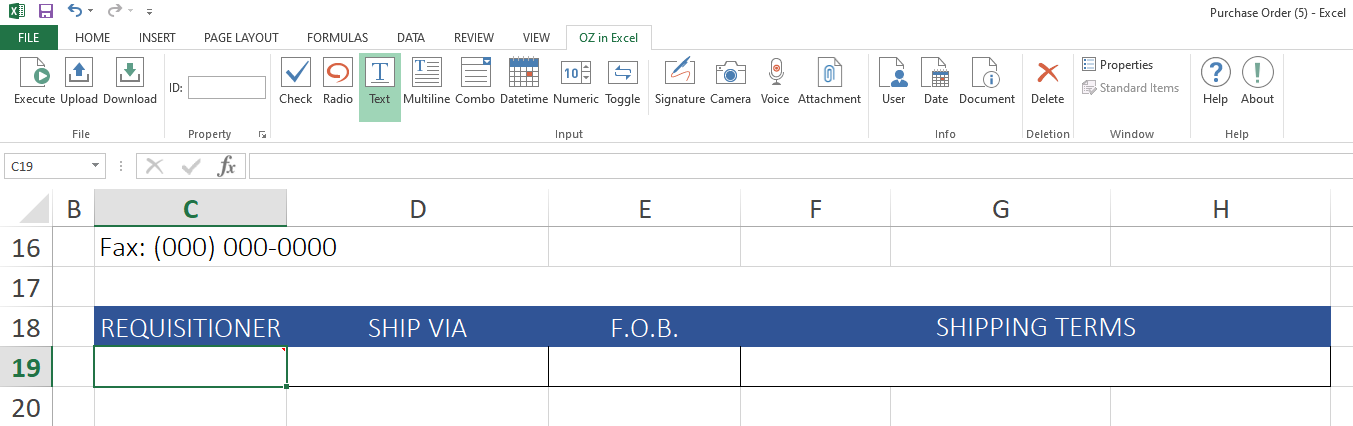 Purchase Order (5) - Excel
FILE HOME INSERT PAGE LAYOUT FORMULAS DATA REVIEW VIEW OZ in Excel
Execute Upload Download
File
ID:
Property
Check Radio Text Multiline Combo Datetime Numeric Toggle Signature Camera Voice Attachment
Input
User Date Document
Info
Delete
Deletion
Properties
Standard Items
Window
Help About
Help
C19
fx
B C D E F G H
16 Fax: (000) 000-0000
17
18 REQUISITIONER SHIP VIA F.O.B. SHIPPING TERMS
19
20